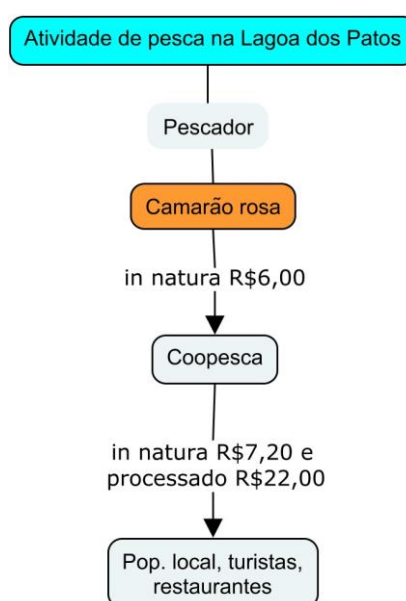 Atividade de pesca na Lagoa dos Patos
Pescador
Camarão rosa
in natura R$6,00
Coopesca
in natura R$7,20 e
processado R$22,00
Pop. local, turistas,
restaurantes